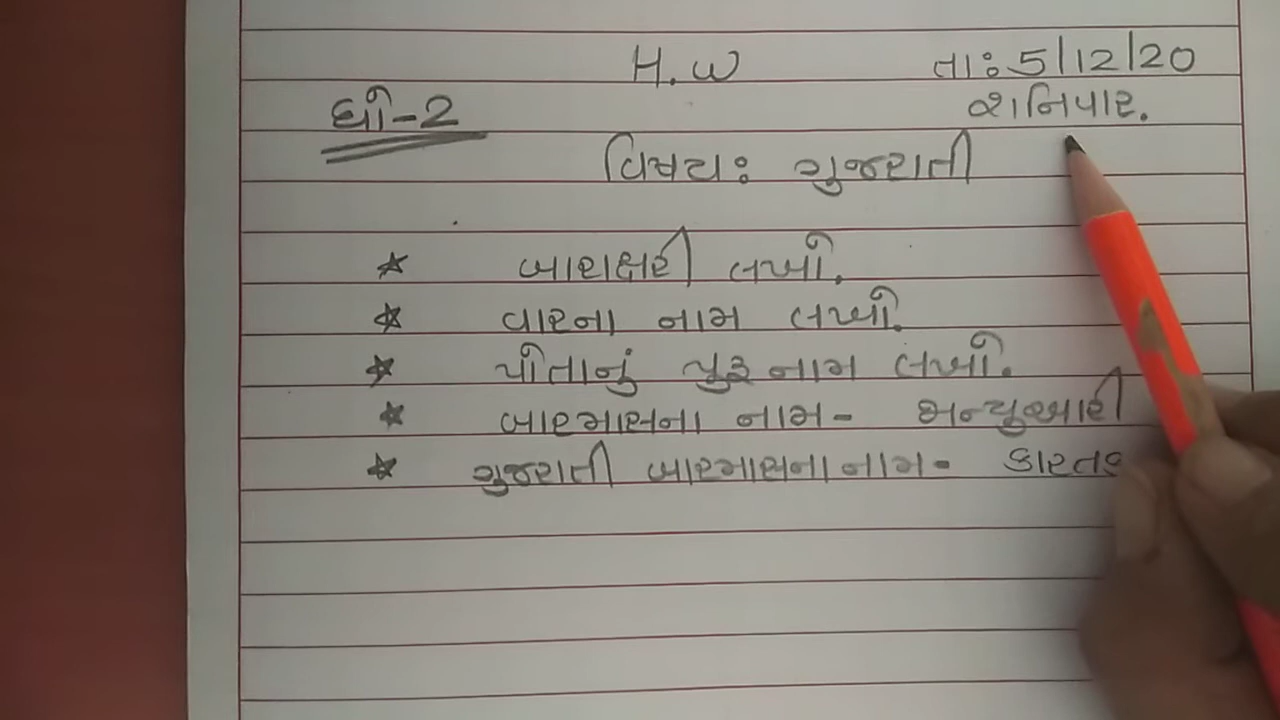 H.W તા: 5/12/20
ધો-2 શનિવાર.
વિષય: ગુજરાતી
★ બારાક્ષરી લખો.
★ વારના નામ લખો.
★ પોતાનું પુરૂ નામ લખો.
★ બારમાસના નામ - જાન્યુઆરી
★ ગુજરાતી બારમાસના નામ - કારતક